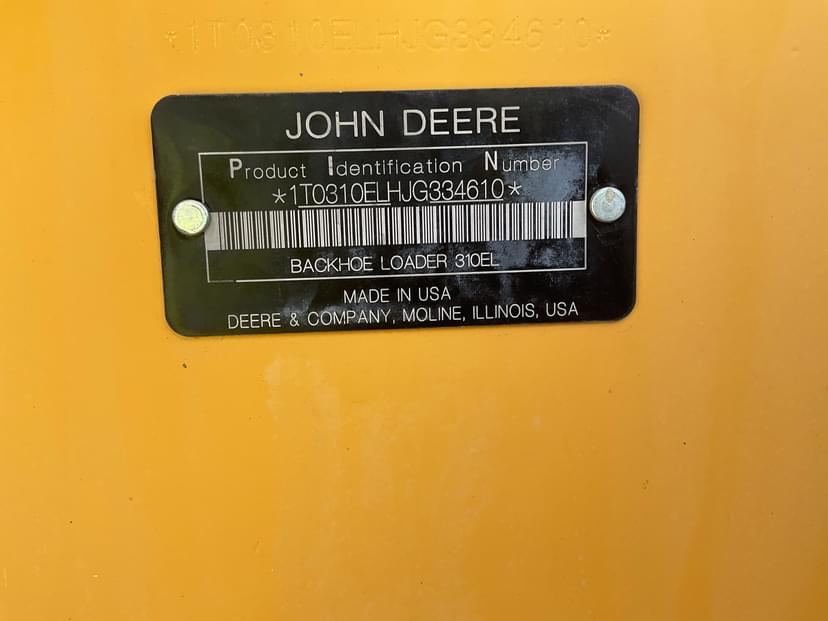 *1T0310ELHJG334610*
JOHN DEERE
Product Identification Number
*1T0310ELHJG334610*
BACKHOE LOADER 310EL
MADE IN USA
DEERE & COMPANY, MOLINE, ILLINOIS, USA